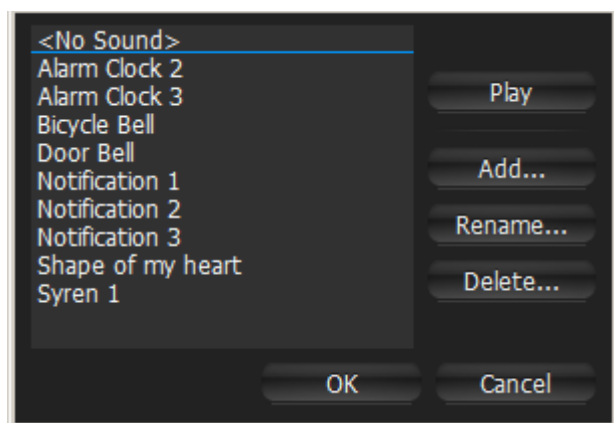 <No Sound>
Alarm Clock 2
Alarm Clock 3
Bicycle Bell
Door Bell
Notification 1
Notification 2
Notification 3
Shape of my heart
Syren 1
Play
Add...
Rename...
Delete...
OK
Cancel